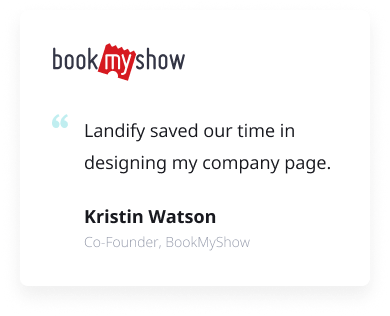 bookmyshow
“
Landify saved our time in
designing my company page.
Kristin Watson
Co-Founder, BookMyShow